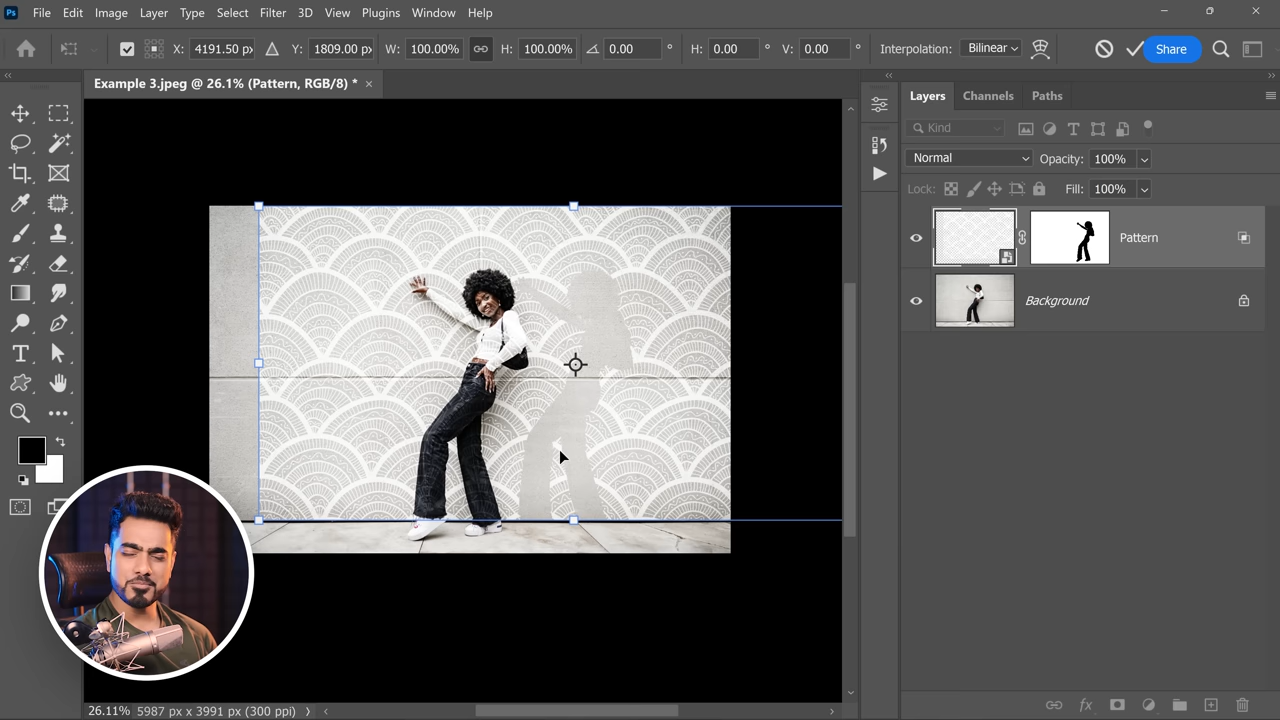 Ps File Edit Image Layer Type Select Filter 3D View Plugins Window Help
X: 4191.50 px Y: 1809.00 px W: 100.00% H: 100.00% 0.00 ° H: 0.00 ° V: 0.00 ° Interpolation: Bilinear Share
Example 3.jpeg @ 26.1% (Pattern, RGB/8) * ×
Layers Channels Paths
Kind
Normal Opacity: 100%
Lock: Fill: 100%
Pattern
Background
26.11% 5987 px x 3991 px (300 ppi)